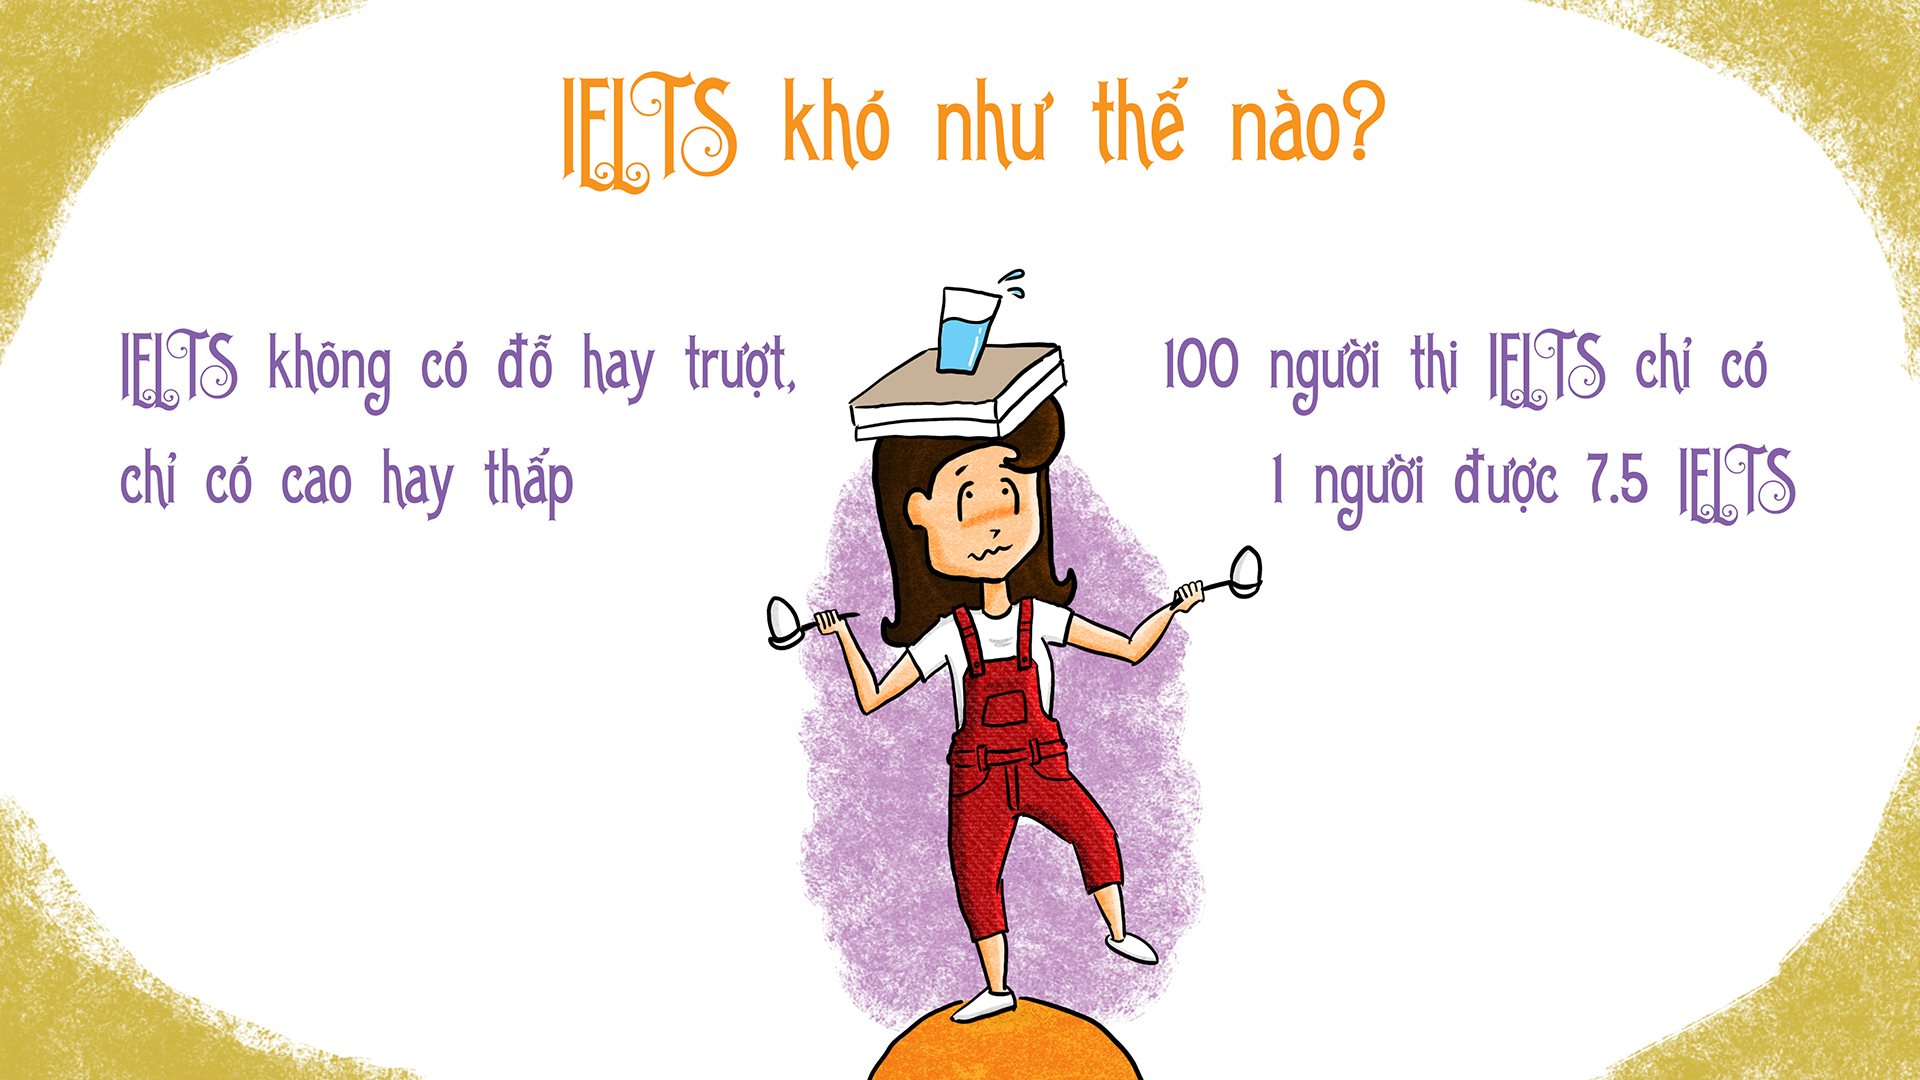 IELTS khó như thế nào?
IELTS không có đỗ hay trượt,
chỉ có cao hay thấp
100 người thi IELTS chỉ có
1 người được 7.5 IELTS